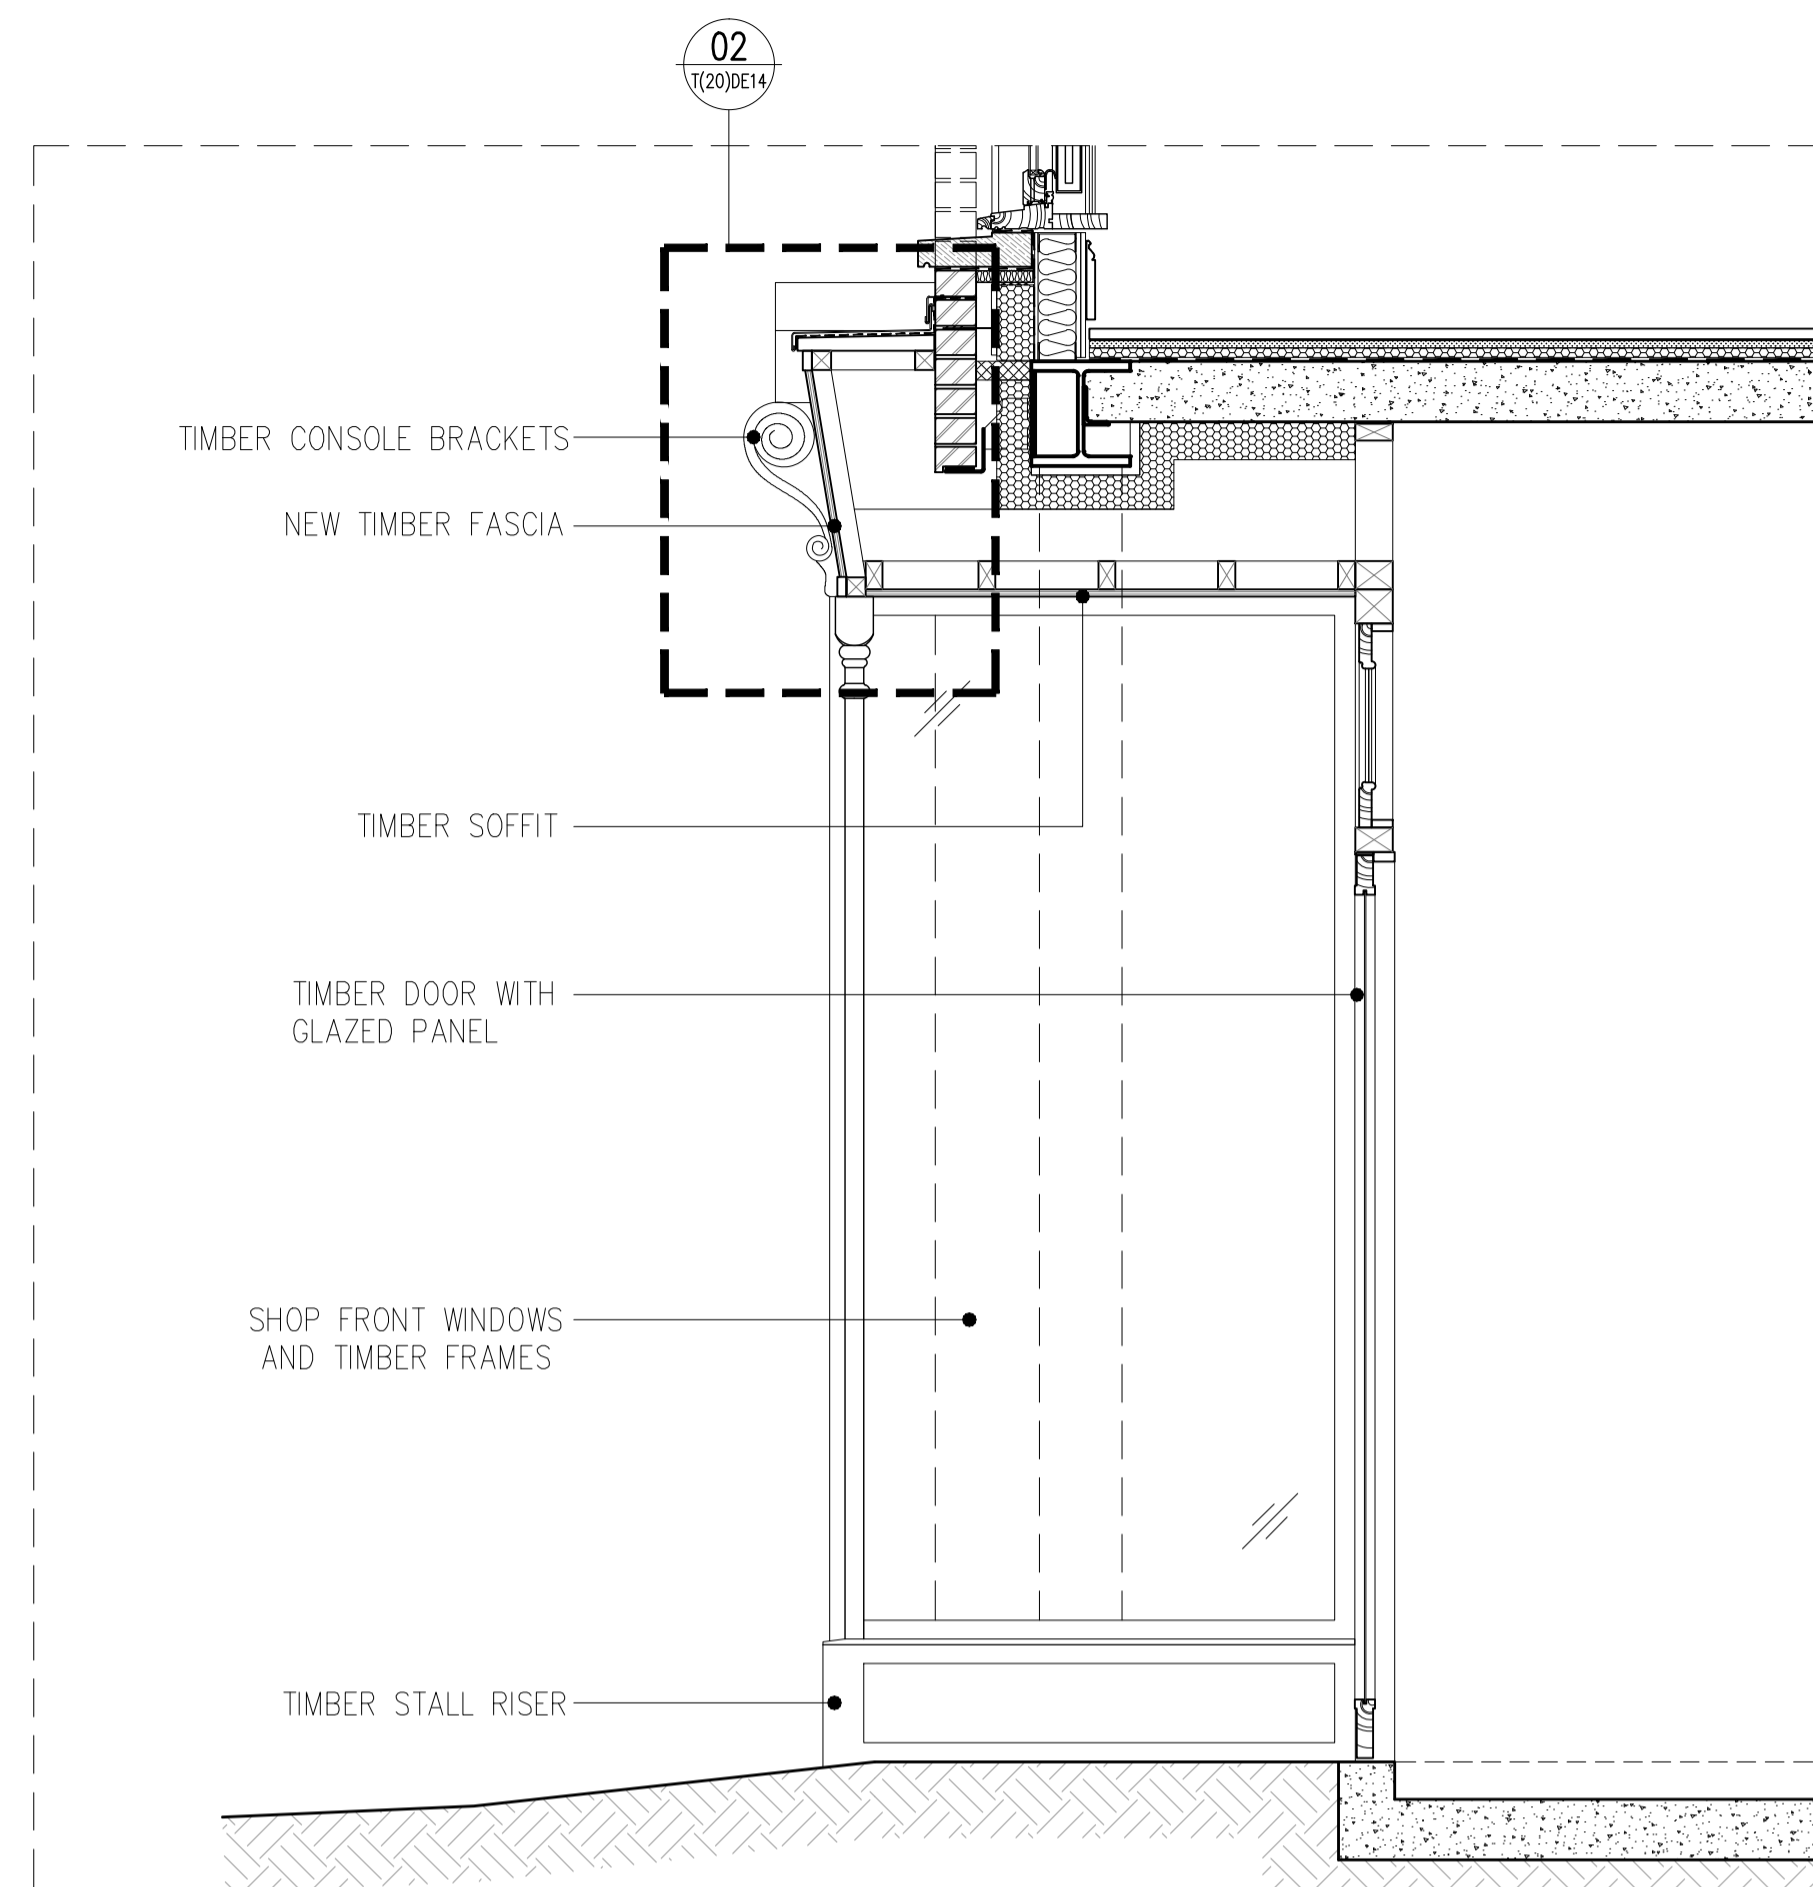 02
T(20)DE14
TIMBER CONSOLE BRACKETS
NEW TIMBER FASCIA
TIMBER SOFFIT
TIMBER DOOR WITH
GLAZED PANEL
SHOP FRONT WINDOWS
AND TIMBER FRAMES
TIMBER STALL RISER